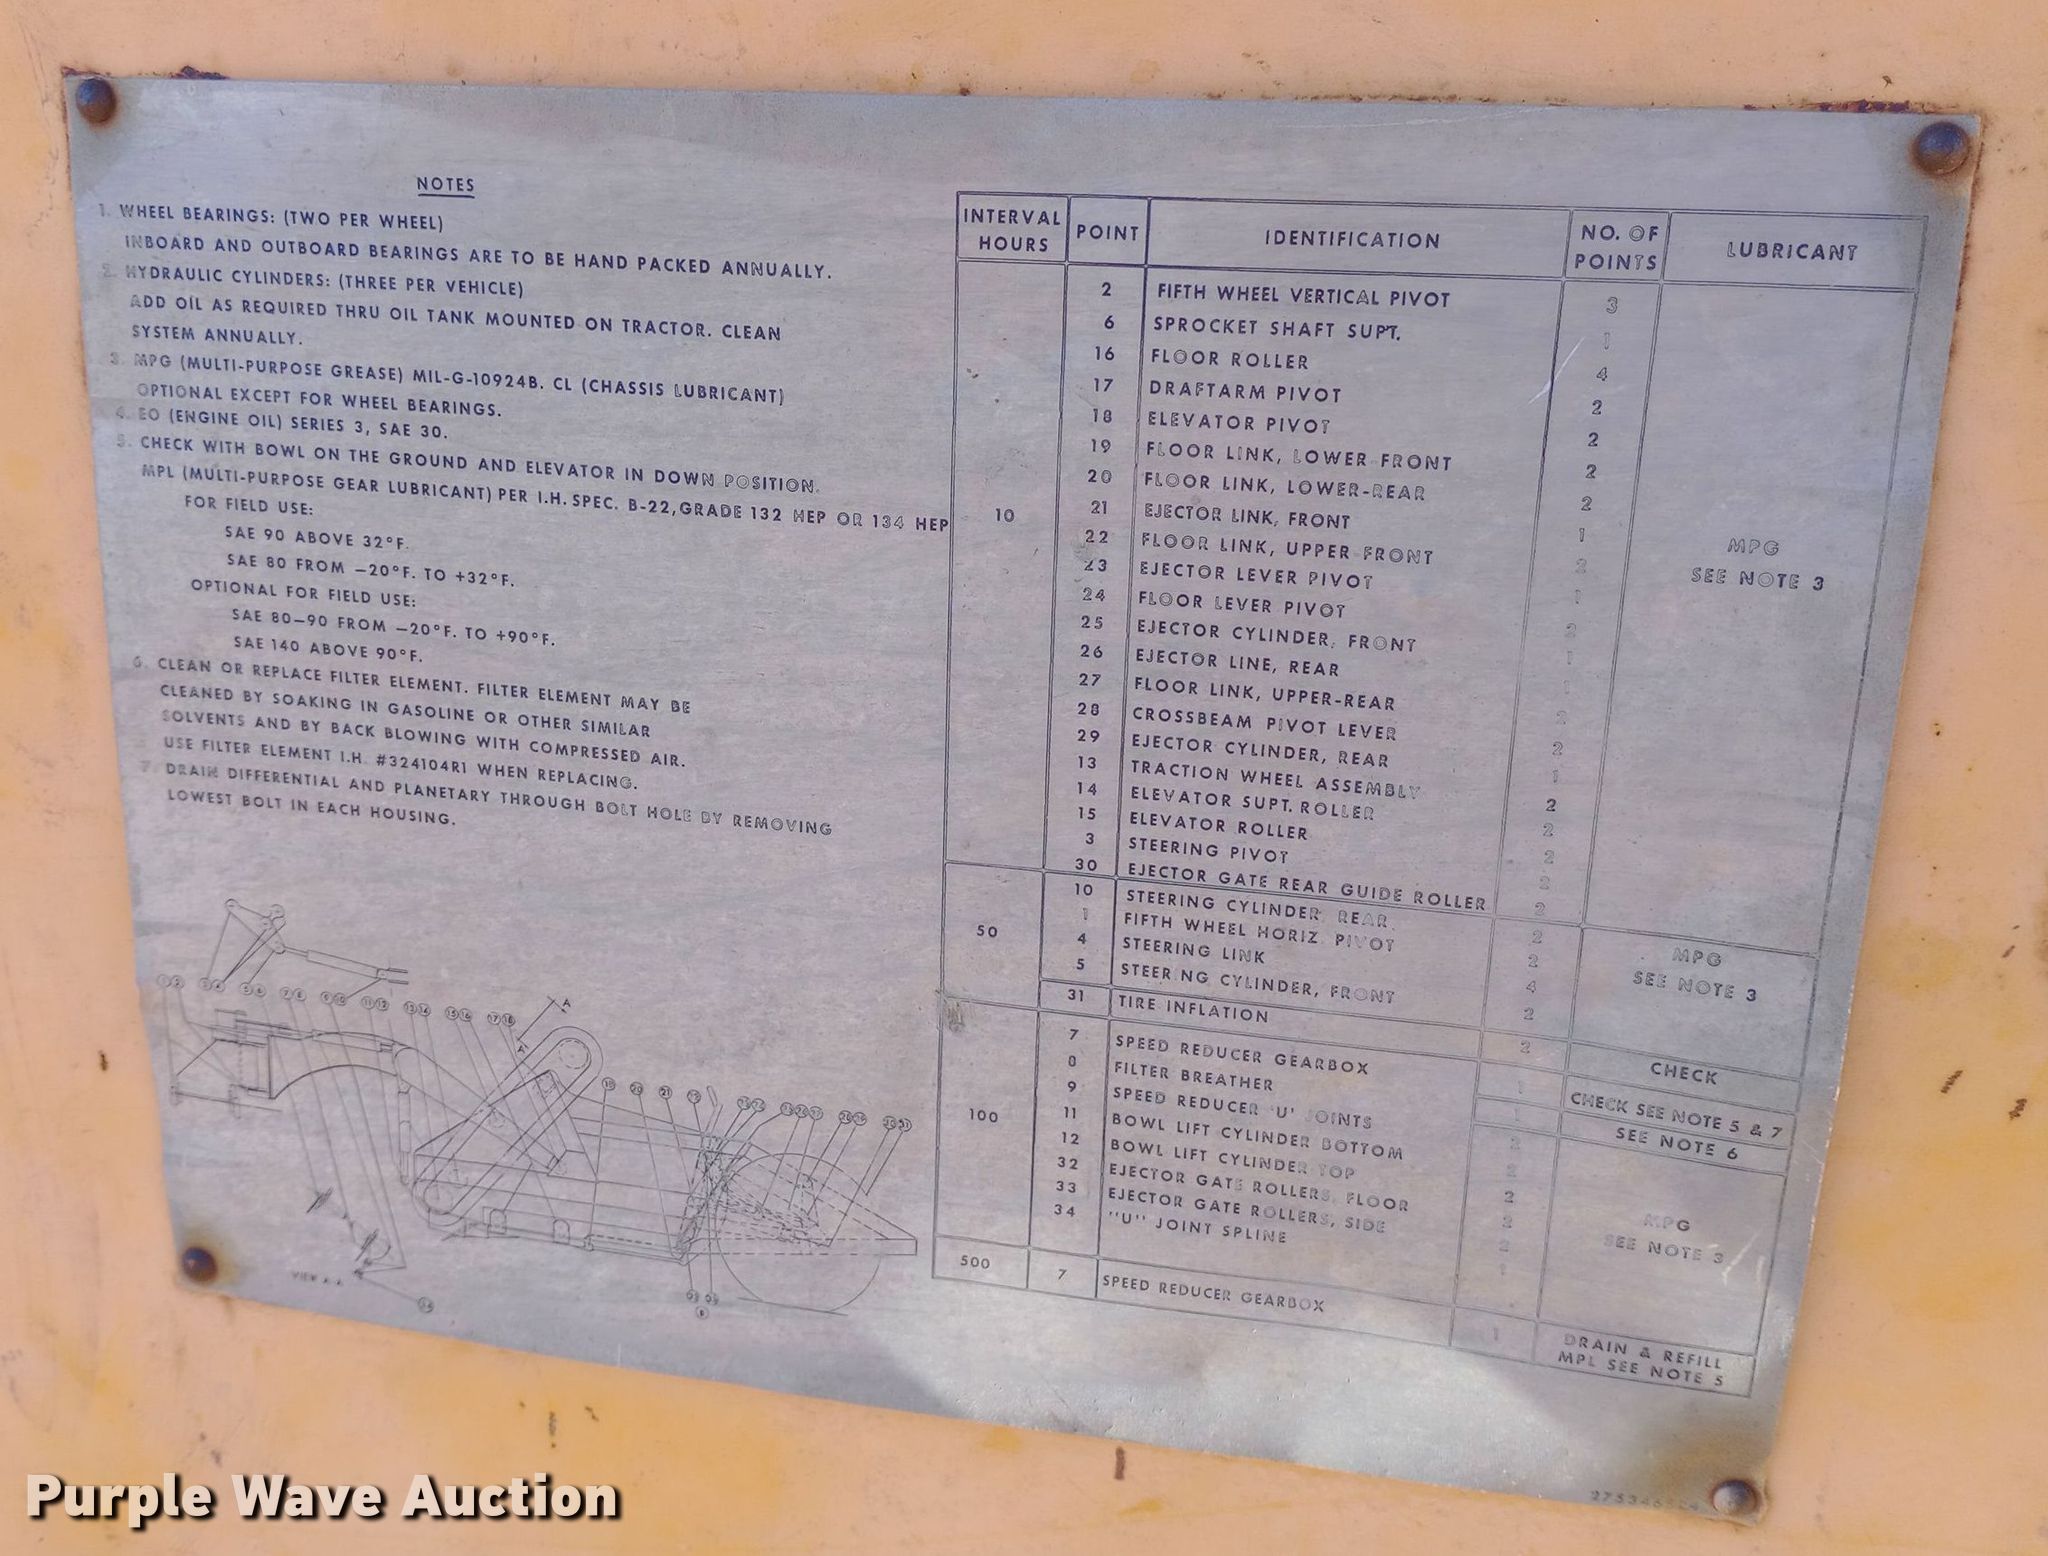 NOTES
1. WHEEL BEARINGS: (TWO PER WHEEL)
INBOARD AND OUTBOARD BEARINGS ARE TO BE HAND PACKED ANNUALLY.
2. HYDRAULIC CYLINDERS: (THREE PER VEHICLE)
ADD OIL AS REQUIRED THRU OIL TANK MOUNTED ON TRACTOR. CLEAN
SYSTEM ANNUALLY.
3. MPG (MULTI-PURPOSE GREASE) MIL-G-10924B. CL (CHASSIS LUBRICANT)
OPTIONAL EXCEPT FOR WHEEL BEARINGS.
4. EO (ENGINE OIL) SERIES 3, SAE 30.
5. CHECK WITH BOWL ON THE GROUND AND ELEVATOR IN DOWN POSITION.
MPL (MULTI-PURPOSE GEAR LUBRICANT) PER I.H. SPEC. B-22, GRADE 132 HEP OR 134 HEP
FOR FIELD USE:
SAE 90 ABOVE 32°F.
SAE 80 FROM –20°F. TO +32°F.
OPTIONAL FOR FIELD USE:
SAE 80–90 FROM –20°F. TO +90°F.
SAE 140 ABOVE 90°F.
6. CLEAN OR REPLACE FILTER ELEMENT. FILTER ELEMENT MAY BE
CLEANED BY SOAKING IN GASOLINE OR OTHER SIMILAR
SOLVENTS AND BY BACK BLOWING WITH COMPRESSED AIR.
USE FILTER ELEMENT I.H. #324104R1 WHEN REPLACING.
7. DRAIN DIFFERENTIAL AND PLANETARY THROUGH BOLT HOLE BY REMOVING
LOWEST BOLT IN EACH HOUSING.
INTERVAL HOURS POINT IDENTIFICATION NO. OF POINTS LUBRICANT
10 MPG SEE NOTE 3
2 FIFTH WHEEL VERTICAL PIVOT 3
6 SPROCKET SHAFT SUPT. 1
16 FLOOR ROLLER 4
17 DRAFTARM PIVOT 2
18 ELEVATOR PIVOT 2
19 FLOOR LINK, LOWER-FRONT 2
20 FLOOR LINK, LOWER-REAR 2
21 EJECTOR LINK, FRONT 1
22 FLOOR LINK, UPPER-FRONT 2
23 EJECTOR LEVER PIVOT 1
24 FLOOR LEVER PIVOT 2
25 EJECTOR CYLINDER, FRONT 1
26 EJECTOR LINE, REAR 1
27 FLOOR LINK, UPPER-REAR 2
28 CROSSBEAM PIVOT LEVER 2
29 EJECTOR CYLINDER, REAR 1
13 TRACTION WHEEL ASSEMBLY 2
14 ELEVATOR SUPT. ROLLER 2
15 ELEVATOR ROLLER 2
3 STEERING PIVOT 2
30 EJECTOR GATE REAR GUIDE ROLLER 2
50 MPG SEE NOTE 3
10 STEERING CYLINDER REAR 2
1 FIFTH WHEEL HORIZ. PIVOT 2
4 STEERING LINK 4
5 STEERING CYLINDER, FRONT 2
31 TIRE INFLATION 2 CHECK
100
7 SPEED REDUCER GEARBOX 1 CHECK SEE NOTE 5 & 7
8 FILTER BREATHER 1 SEE NOTE 6
9 SPEED REDUCER 'U' JOINTS 2
11 BOWL LIFT CYLINDER BOTTOM 2
12 BOWL LIFT CYLINDER TOP 2
32 EJECTOR GATE ROLLERS, FLOOR 2
33 EJECTOR GATE ROLLERS, SIDE 2
34 "U" JOINT SPLINE 1
MPG SEE NOTE 3
500 7 SPEED REDUCER GEARBOX 1 DRAIN & REFILL
MPL SEE NOTE 5
A
A
VIEW A-A
Purple Wave Auction